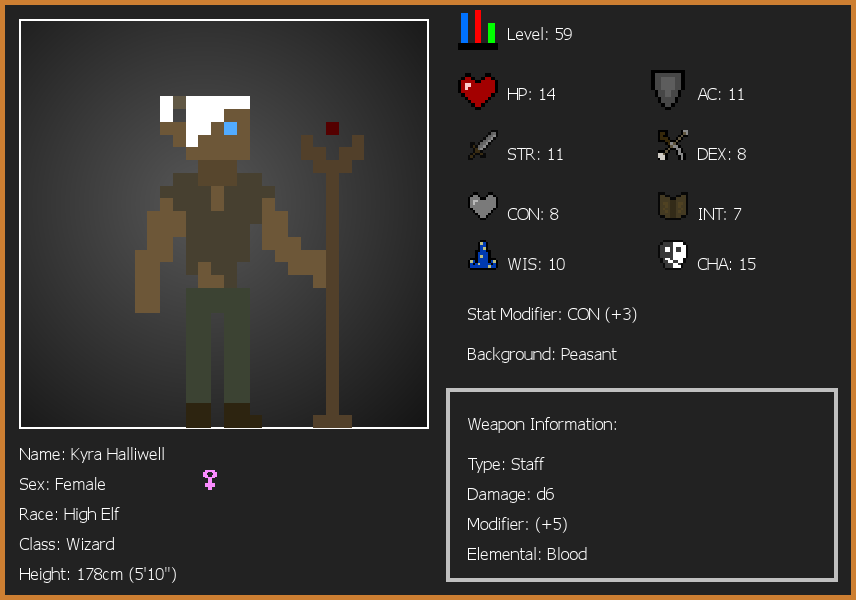 Level: 59
HP: 14
AC: 11
STR: 11
DEX: 8
CON: 8
INT: 7
WIS: 10
CHA: 15
Stat Modifier: CON (+3)
Background: Peasant
Weapon Information:
Type: Staff
Damage: d6
Modifier: (+5)
Elemental: Blood
Name: Kyra Halliwell
Sex: Female
Race: High Elf
Class: Wizard
Height: 178cm (5'10")